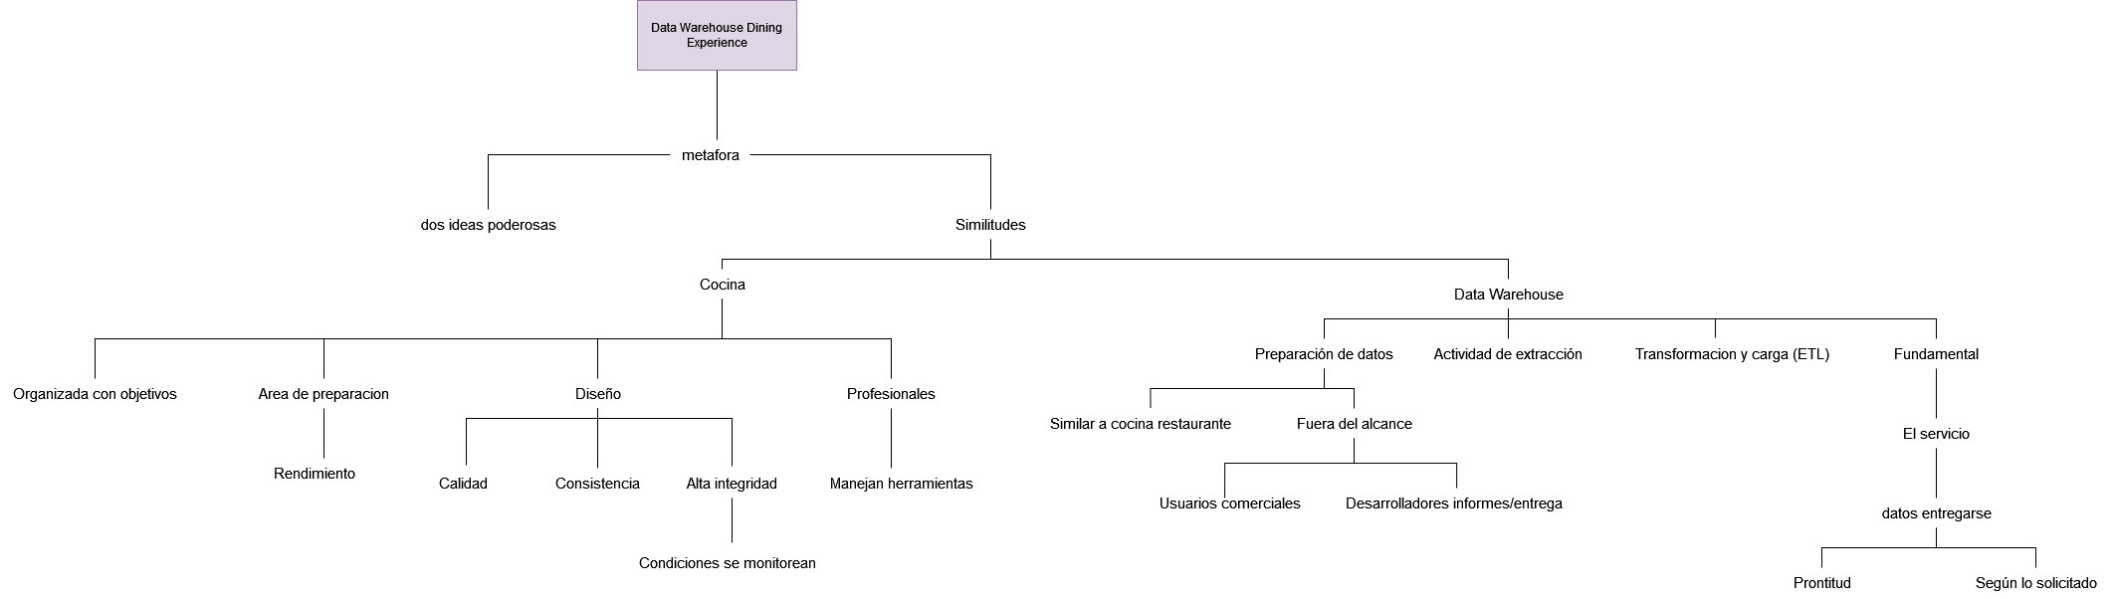 Data Warehouse Dining
Experience
metafora
dos ideas poderosas
Similitudes
Cocina
Data Warehouse
Preparación de datos
Actividad de extracción
Transformacion y carga (ETL)
Fundamental
Organizada con objetivos
Area de preparacion
Diseño
Profesionales
Similar a cocina restaurante
Fuera del alcance
El servicio
Rendimiento
Calidad
Consistencia
Alta integridad
Manejan herramientas
Usuarios comerciales
Desarrolladores informes/entrega
datos entregarse
Condiciones se monitorean
Prontitud
Según lo solicitado